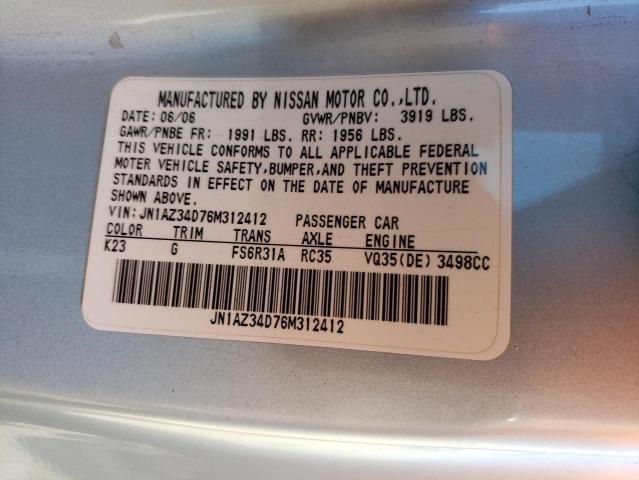 MANUFACTURED BY NISSAN MOTOR CO.,LTD.
DATE: 06/06 GVWR/PNBV: 3919 LBS.
GAWR/PNBE FR: 1991 LBS. RR: 1956 LBS.
THIS VEHICLE CONFORMS TO ALL APPLICABLE FEDERAL
MOTOR VEHICLE SAFETY,BUMPER,AND THEFT PREVENTION
STANDARDS IN EFFECT ON THE DATE OF MANUFACTURE
SHOWN ABOVE.
VIN:JN1AZ34D76M312412 PASSENGER CAR
COLOR TRIM TRANS AXLE ENGINE
K23 G FS6R31A RC35 VQ35(DE) 3498CC
JN1AZ34D76M312412